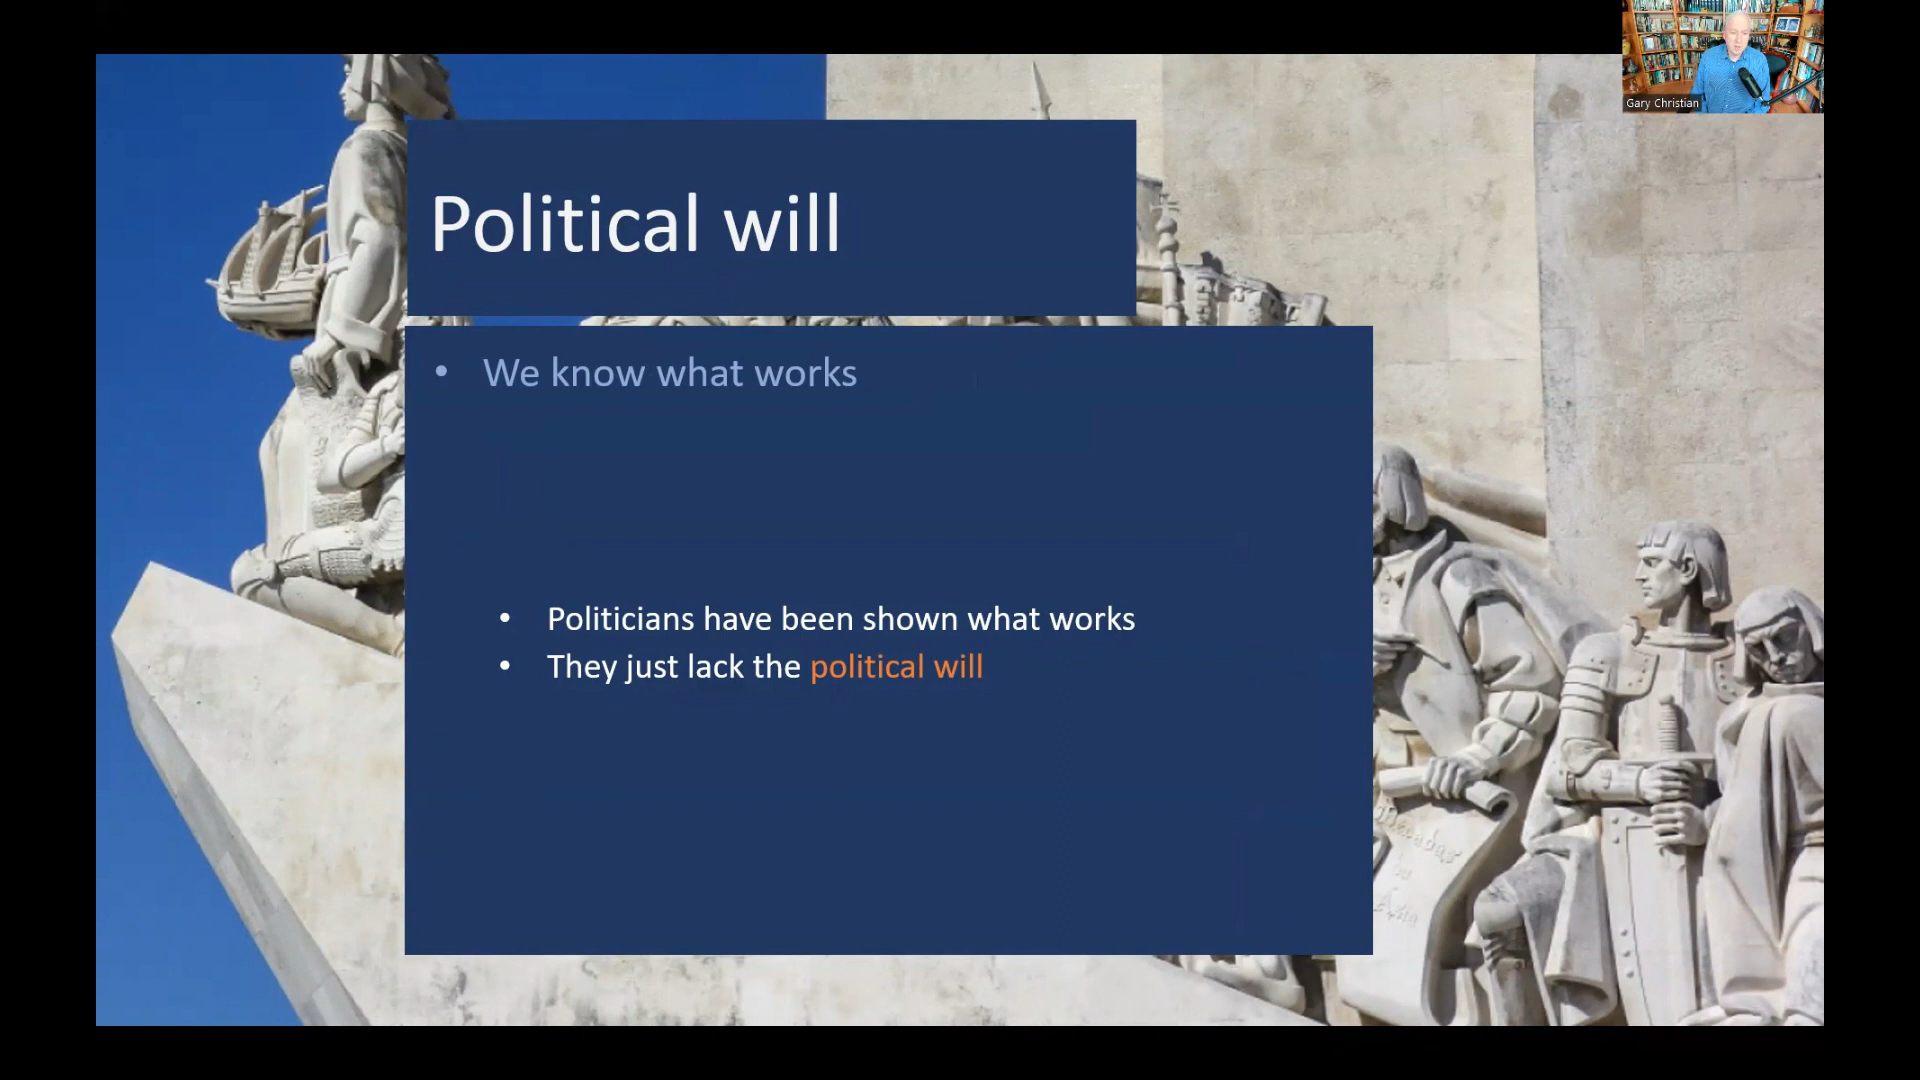 Gary Christian
Political will
• We know what works
• Politicians have been shown what works
• They just lack the political will